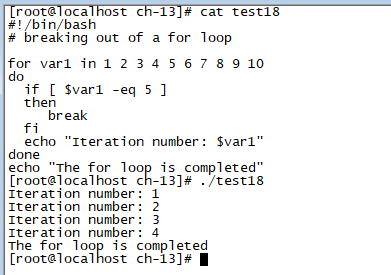 [root@localhost ch-13]# cat test18
#!/bin/bash
# breaking out of a for loop

for var1 in 1 2 3 4 5 6 7 8 9 10
do
  if [ $var1 -eq 5 ]
  then
     break
  fi
  echo "Iteration number: $var1"
done
echo "The for loop is completed"
[root@localhost ch-13]# ./test18
Iteration number: 1
Iteration number: 2
Iteration number: 3
Iteration number: 4
The for loop is completed
[root@localhost ch-13]#